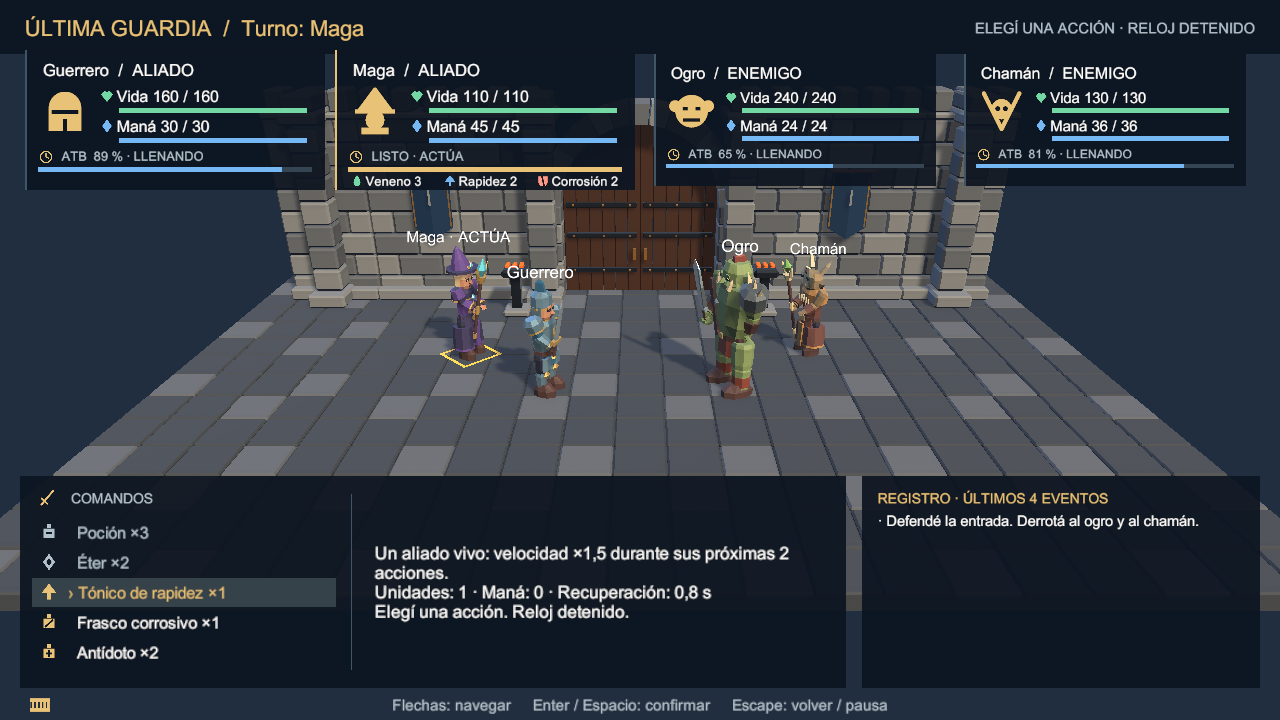 ÚLTIMA GUARDIA / Turno: Maga
ELEGÍ UNA ACCIÓN · RELOJ DETENIDO
Guerrero / ALIADO
Vida 160 / 160
Maná 30 / 30
ATB 89 % · LLENANDO
Maga / ALIADO
Vida 110 / 110
Maná 45 / 45
LISTO · ACTÚA
Veneno 3 Rapidez 2 Corrosión 2
Ogro / ENEMIGO
Vida 240 / 240
Maná 24 / 24
ATB 65 % · LLENANDO
Chamán / ENEMIGO
Vida 130 / 130
Maná 36 / 36
ATB 81 % · LLENANDO
Maga · ACTÚA
Guerrero
Ogro
Chamán
COMANDOS
Poción ×3
Éter ×2
› Tónico de rapidez ×1
Frasco corrosivo ×1
Antídoto ×2
Un aliado vivo: velocidad ×1,5 durante sus próximas 2
acciones.
Unidades: 1 · Maná: 0 · Recuperación: 0,8 s
Elegí una acción. Reloj detenido.
REGISTRO · ÚLTIMOS 4 EVENTOS
· Defendé la entrada. Derrotá al ogro y al chamán.
Flechas: navegar Enter / Espacio: confirmar Escape: volver / pausa